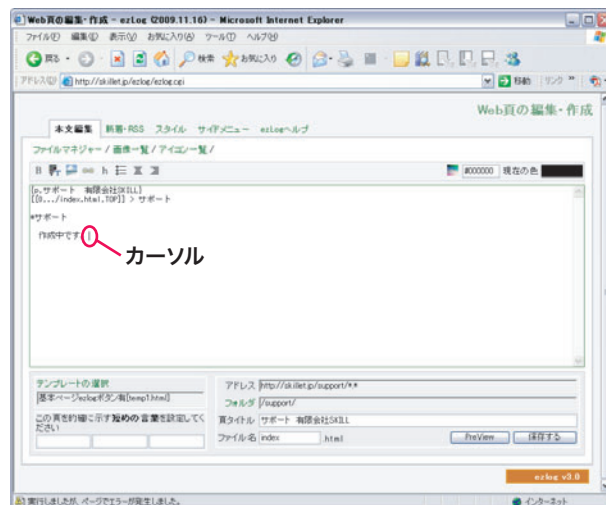 Web頁の編集・作成 - ezLog (2009.11.16) - Microsoft Internet Explorer
ファイル(F) 編集(E) 表示(V) お気に入り(A) ツール(T) ヘルプ(H)
戻る 検索 お気に入り
アドレス(D) http://skillet.jp/ezlog/ezlog.cgi 移動 リンク »
Web頁の編集・作成
本文編集 新着・RSS スタイル サイドメニュー ezLogヘルプ
ファイルマネジャー / 画像一覧 / アイコン一覧 /
#000000 現在の色
[p.サポート 有限会社SKILL]
[[0.../index.html.TOP]] > サポート
*サポート
作成中です。
カーソル
テンプレートの選択
基本ページezlogボタン有[temp1.html]
この頁を的確に示す短めの言葉を設定してください
アドレス http://skillet.jp/support/**
フォルダ /support/
頁タイトル サポート 有限会社SKILL
ファイル名 index .html
PreView 保存する
ezlog v3.0
実行しましたが、ページでエラーが発生しました。 インターネット